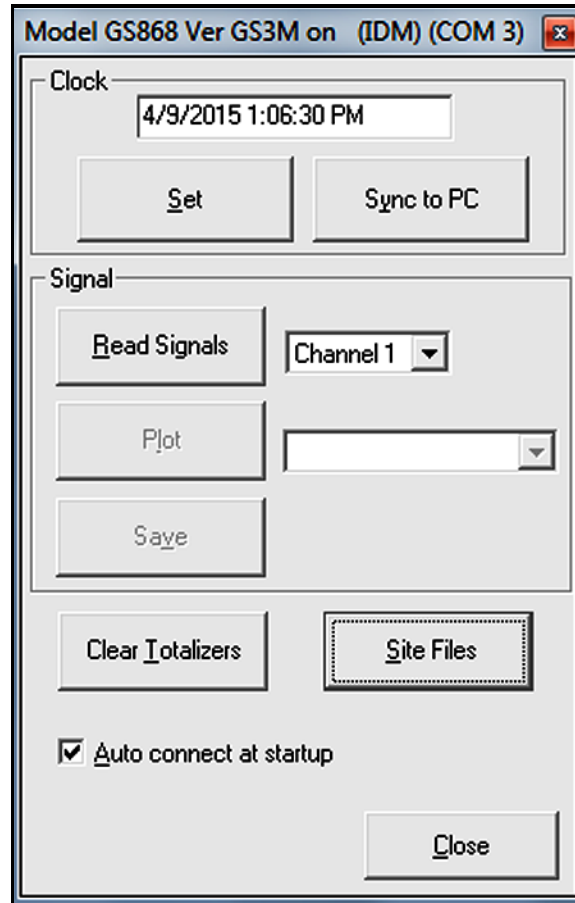 Model GS868 Ver GS3M on (IDM) (COM 3)
Clock
4/9/2015 1:06:30 PM
Set Sync to PC
Signal
Read Signals Channel 1
Plot
Save
Clear Totalizers Site Files
Auto connect at startup
Close